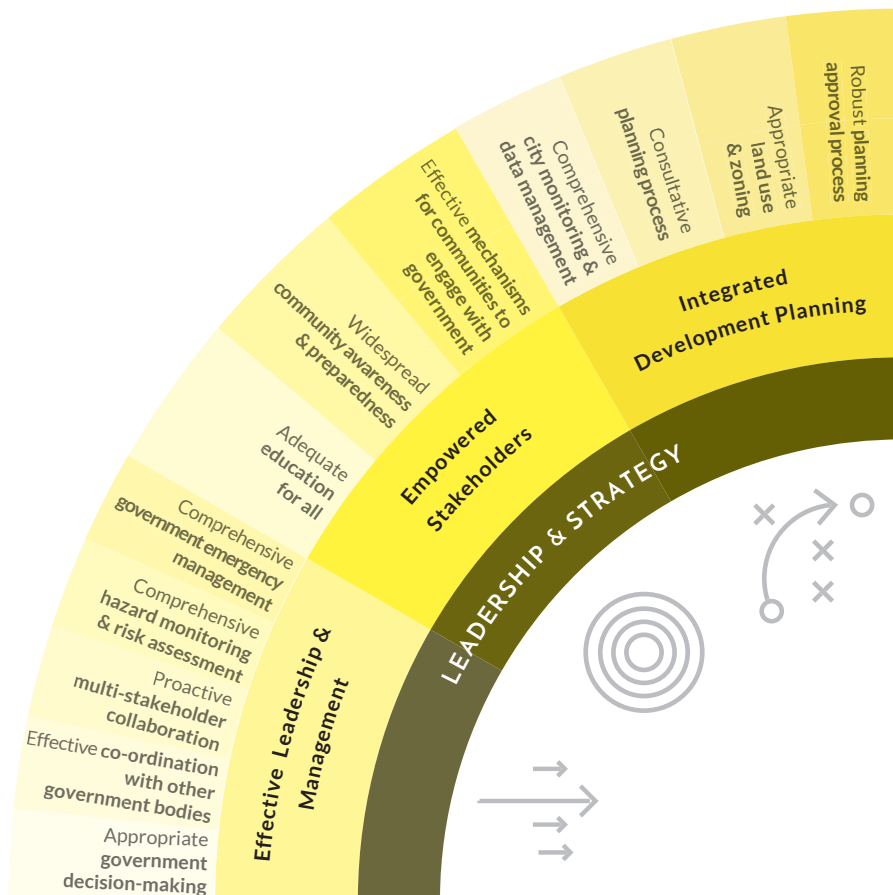 LEADERSHIP & STRATEGY
Effective Leadership &
Management
Appropriate
government
decision-making
Effective co-ordination
with other
government bodies
Proactive
multi-stakeholder
collaboration
Comprehensive
hazard monitoring
& risk assessment
Comprehensive
government emergency
management
Empowered
Stakeholders
Adequate
education
for all
Widespread
community awareness
& preparedness
Effective mechanisms
for communities to
engage with
government
Integrated
Development Planning
Comprehensive
city monitoring &
data management
Consultative
planning process
Appropriate
land use
& zoning
Robust planning
approval process